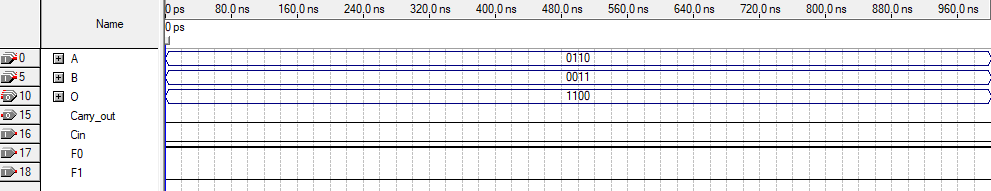 Name
0 ps 80.0 ns 160.0 ns 240.0 ns 320.0 ns 400.0 ns 480.0 ns 560.0 ns 640.0 ns 720.0 ns 800.0 ns 880.0 ns 960.0 ns
0 ps
0 A 0110
5 B 0011
10 O 1100
15 Carry_out
16 Cin
17 F0
18 F1